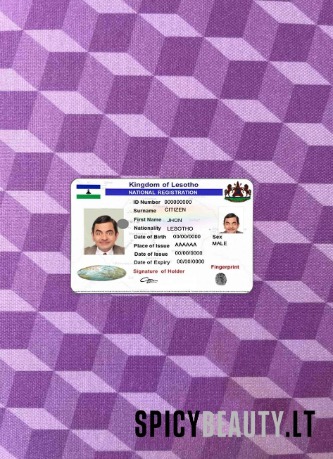 Kingdom of Lesotho
NATIONAL REGISTRATION
ID Number 000000000
Surname CITIZEN
First Name JHON
Nationality LESOTHO
Date of Birth 00/00/0000
Sex
Place of Issue AAAAAA
MALE
Date of Issue 00/00/0000
Date of Expiry 00/00/0000
Fingerprint
Signature of Holder
SPICYBEAUTY.LT